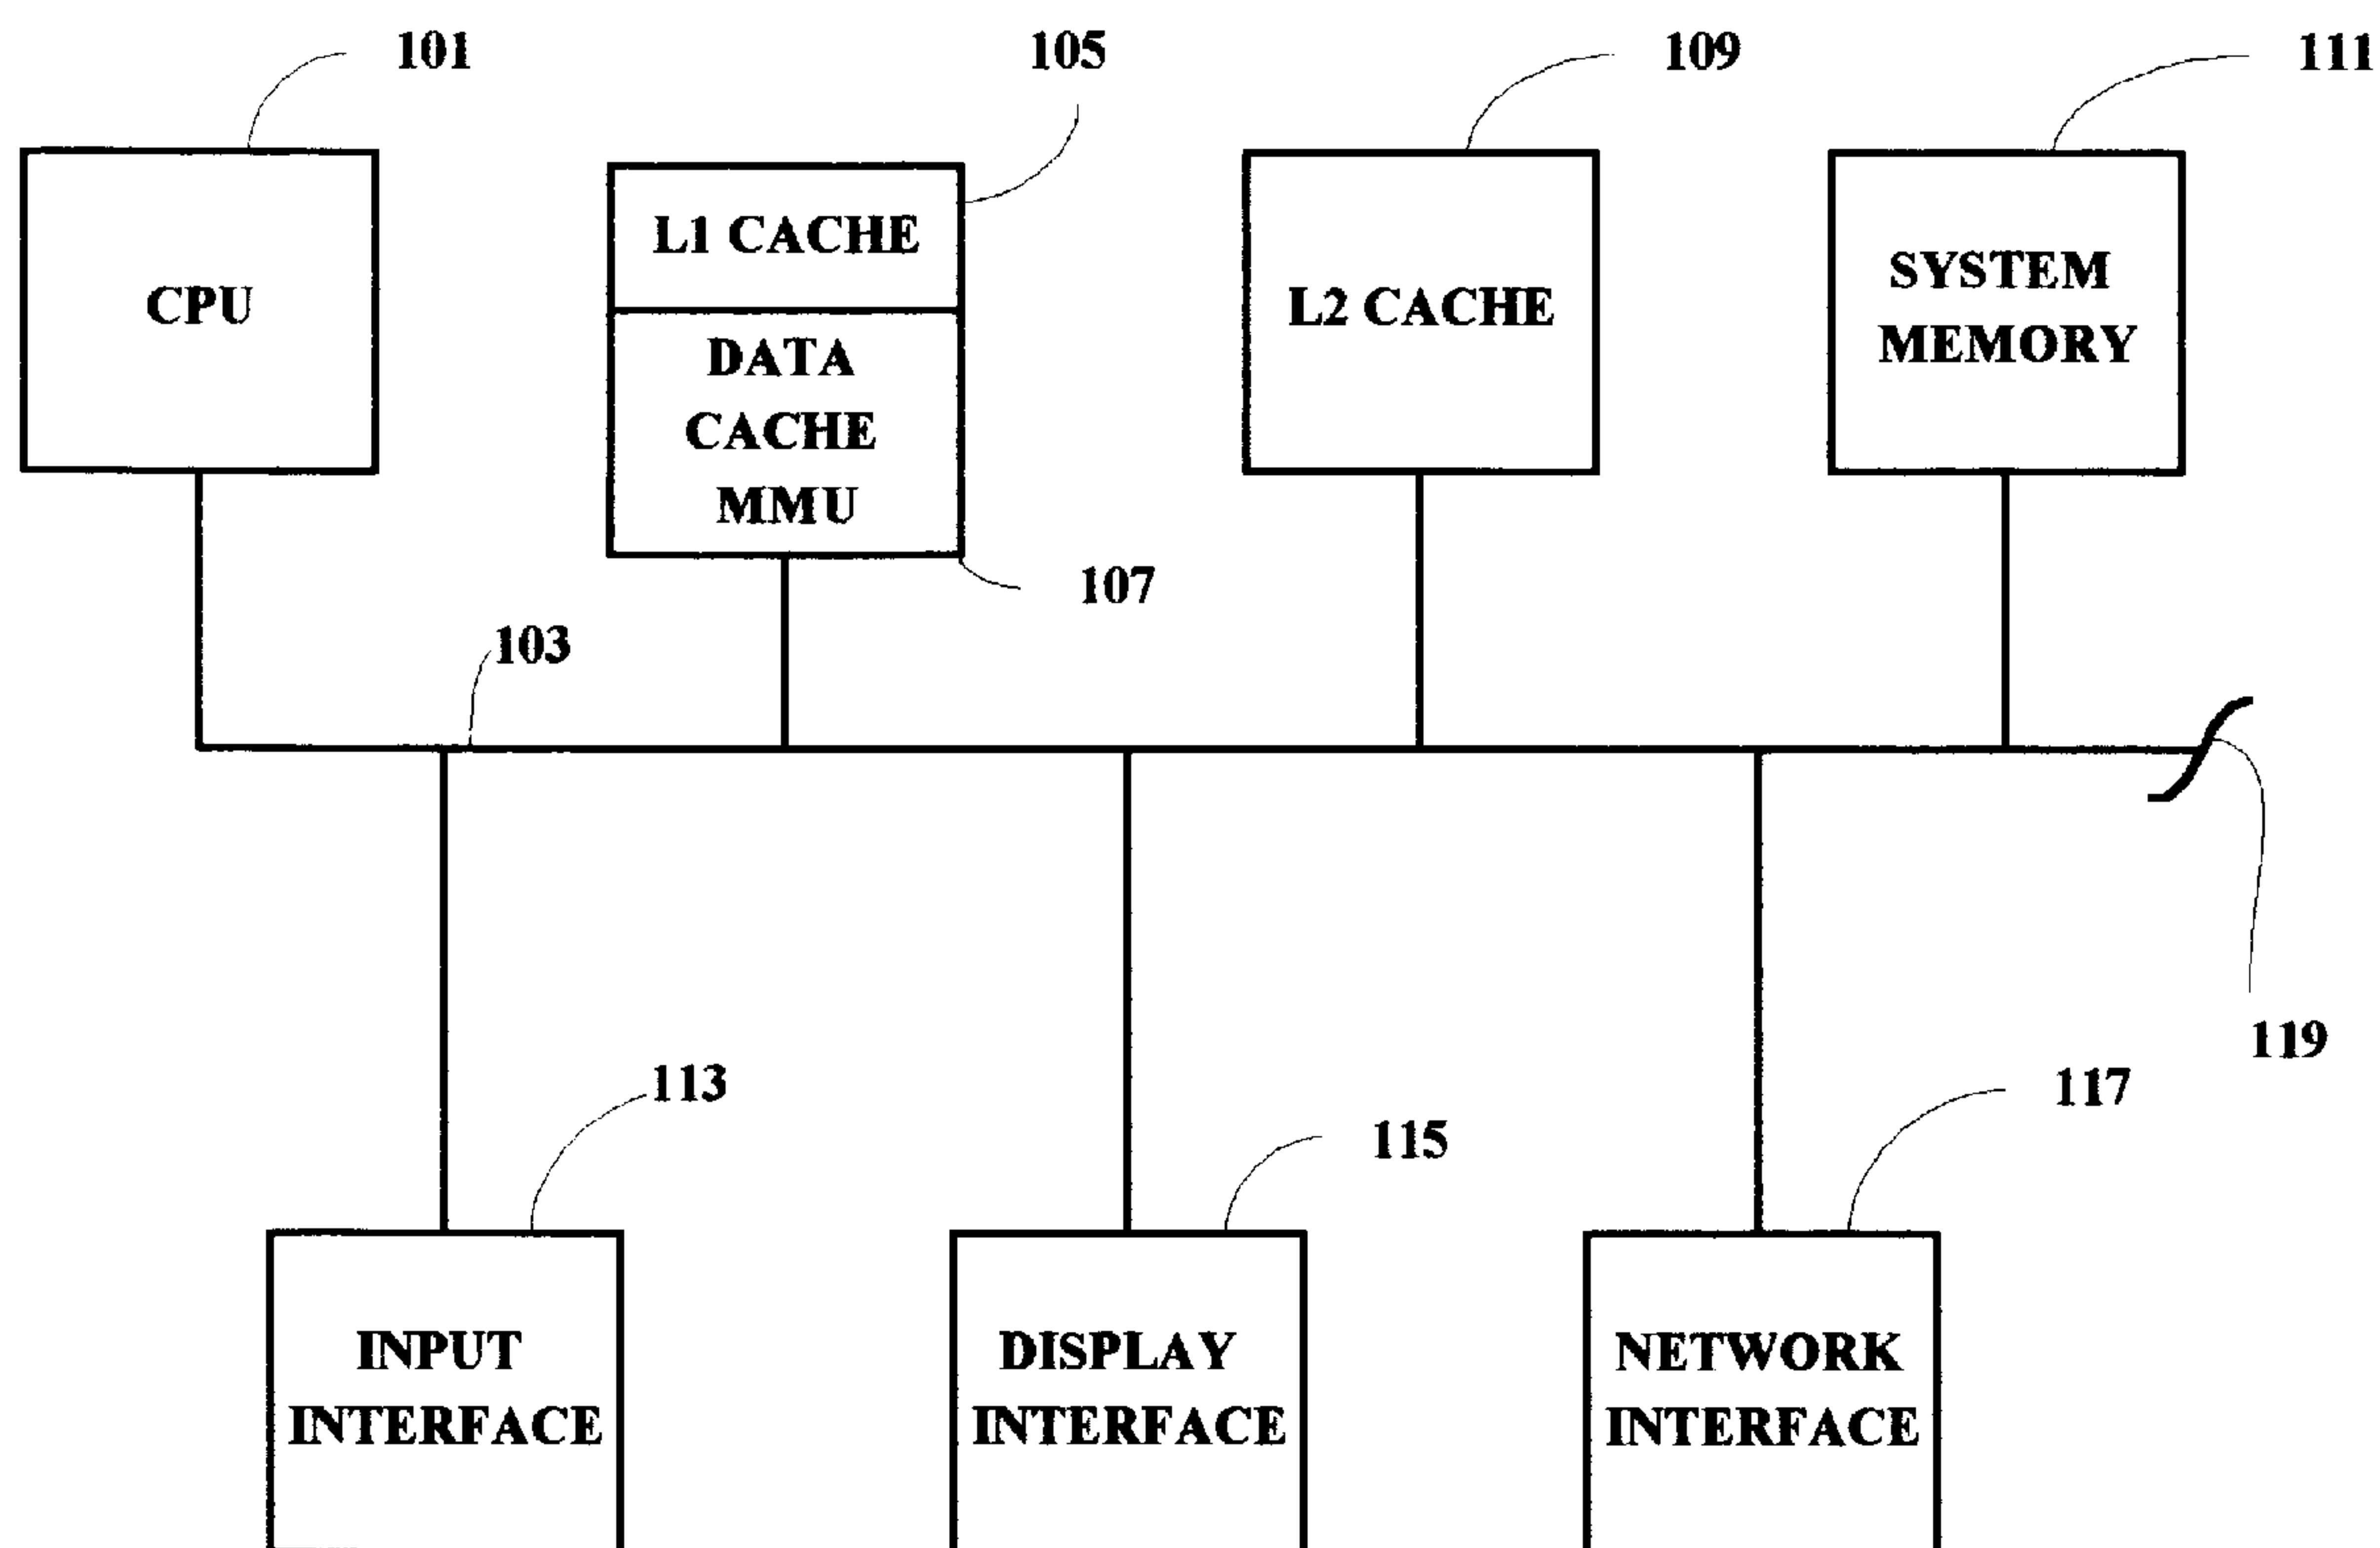 101
105
109
111
CPU
L1 CACHE
DATA
CACHE
MMU
L2 CACHE
SYSTEM
MEMORY
107
103
119
113
115
117
INPUT
INTERFACE
DISPLAY
INTERFACE
NETWORK
INTERFACE